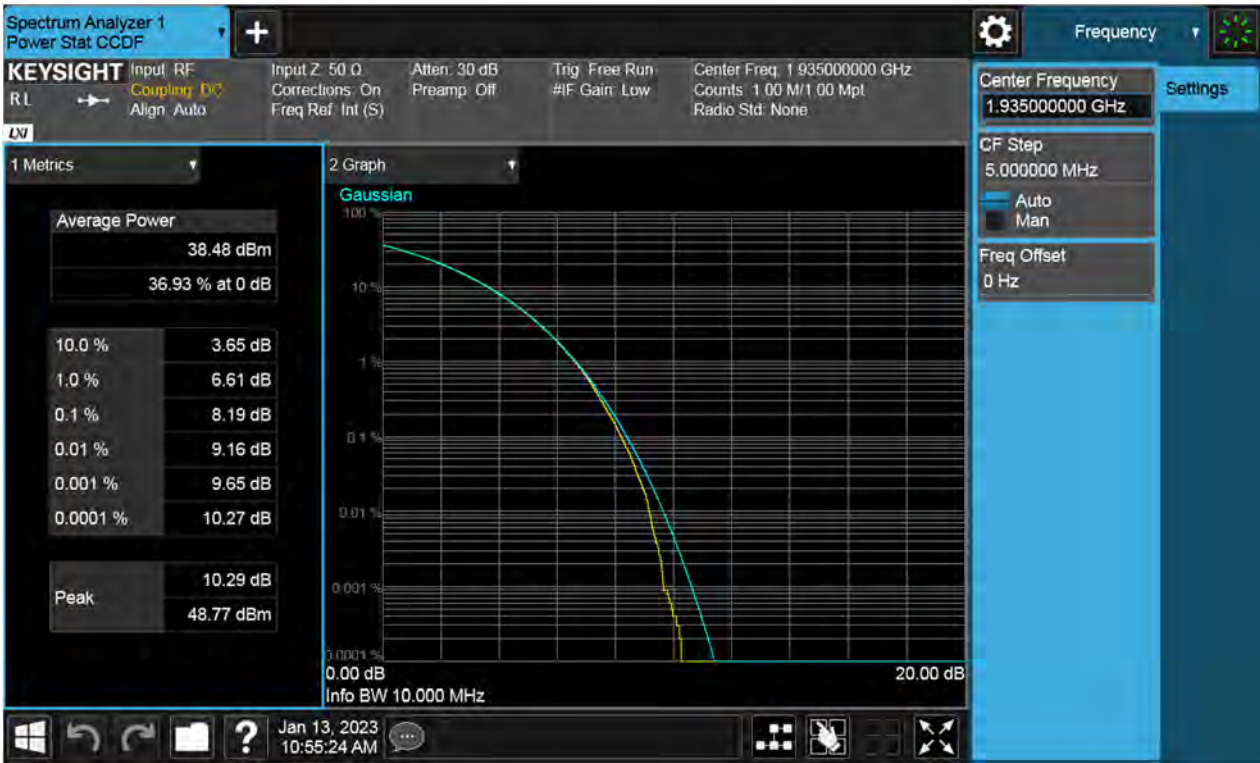 Spectrum Analyzer 1
Power Stat CCDF
+
Frequency
KEYSIGHT
RL
LXI
Input: RF
Coupling: DC
Align: Auto
Input Z: 50 Ω
Corrections: On
Freq Ref: Int (S)
Atten: 30 dB
Preamp: Off
Trig: Free Run
#IF Gain: Low
Center Freq: 1.935000000 GHz
Counts: 1.00 M/1.00 Mpt
Radio Std: None
Center Frequency
1.935000000 GHz
Settings
CF Step
5.000000 MHz
Auto
Man
Freq Offset
0 Hz
1 Metrics
Average Power
38.48 dBm
36.93 % at 0 dB
10.0 % 3.65 dB
1.0 % 6.61 dB
0.1 % 8.19 dB
0.01 % 9.16 dB
0.001 % 9.65 dB
0.0001 % 10.27 dB
Peak
10.29 dB
48.77 dBm
2 Graph
Gaussian
100 %
10 %
1 %
0.1 %
0.01 %
0.001 %
0.0001 %
0.00 dB 20.00 dB
Info BW 10.000 MHz
?
Jan 13, 2023
10:55:24 AM